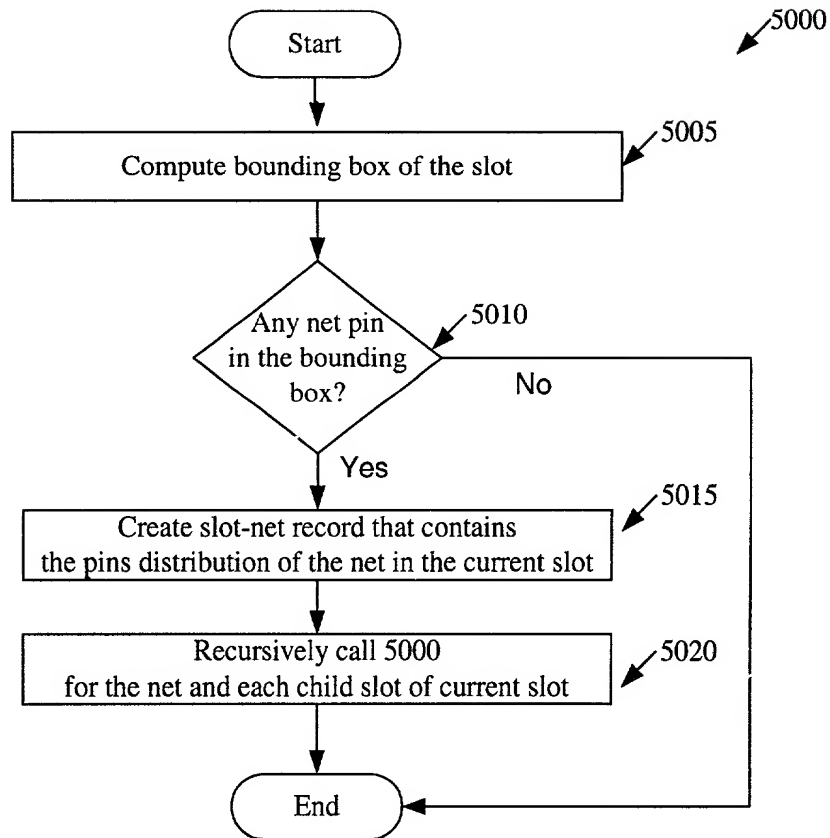 5000
Start
5005
Compute bounding box of the slot
5010
Any net pin
in the bounding
box?
No
Yes
5015
Create slot-net record that contains
the pins distribution of the net in the current slot
5020
Recursively call 5000
for the net and each child slot of current slot
End